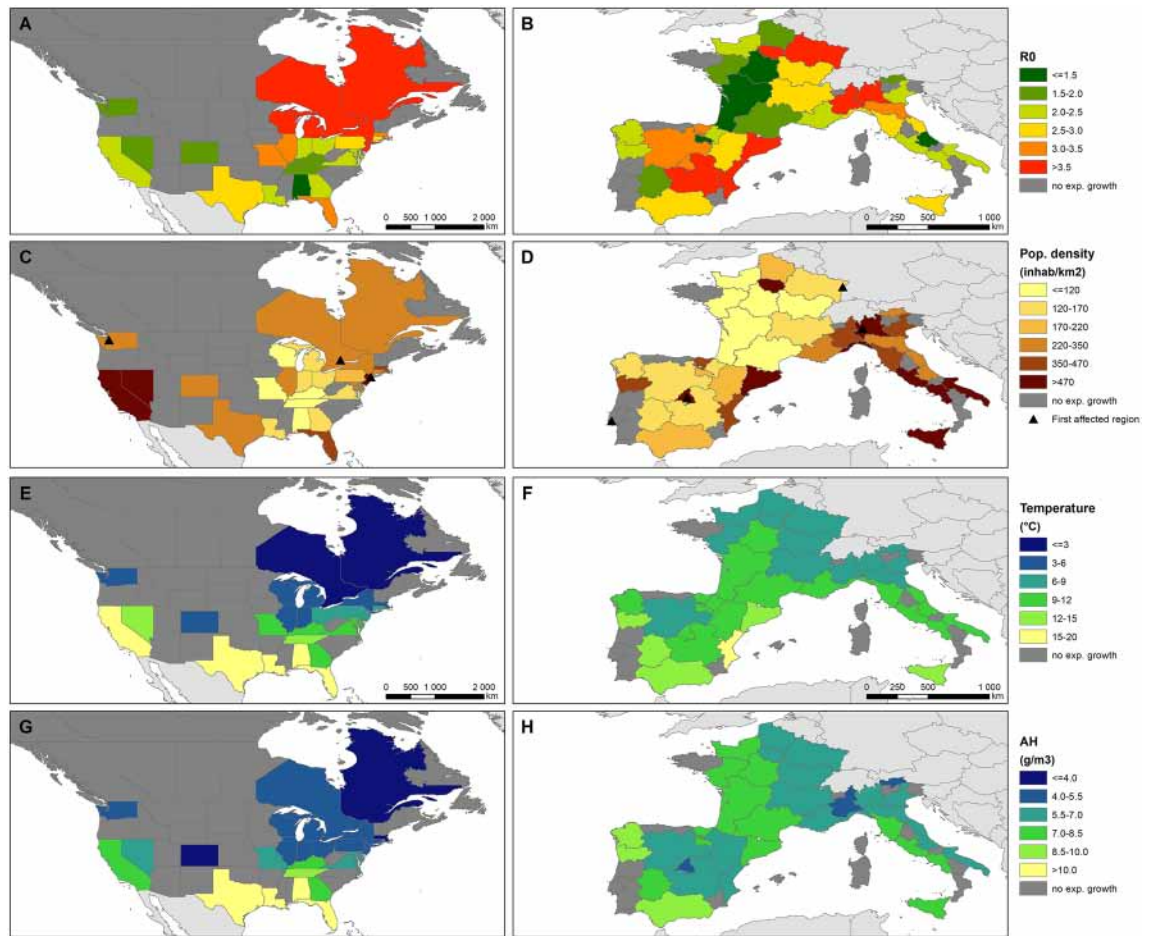 A
B
R0
<=1.5
1.5-2.0
2.0-2.5
2.5-3.0
3.0-3.5
>3.5
no exp. growth
0 500 1 000 2 000
km
0 250 500 1 000
km
C
D
Pop. density
(inhab/km2)
<=120
120-170
170-220
220-350
350-470
>470
no exp. growth
First affected region
E
F
Temperature
(°C)
<=3
3-6
6-9
9-12
12-15
15-20
no exp. growth
0 500 1 000 2 000
km
0 250 500 1 000
km
G
H
AH
(g/m3)
<=4.0
4.0-5.5
5.5-7.0
7.0-8.5
8.5-10.0
>10.0
no exp. growth